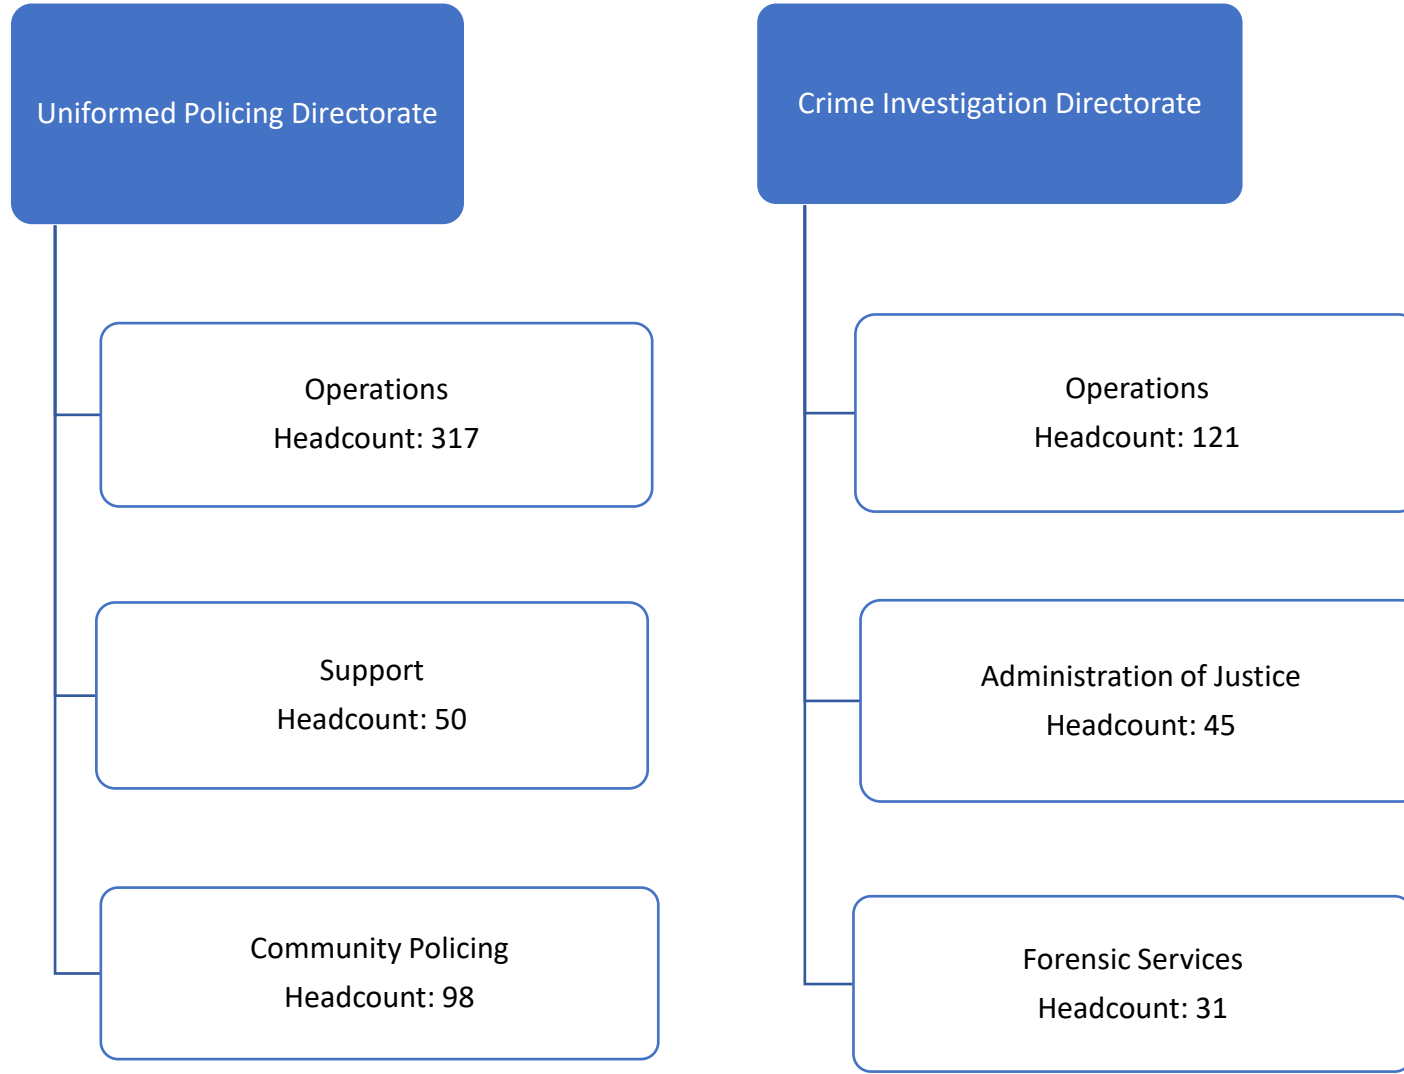 Uniformed Policing Directorate
Operations
Headcount: 317
Support
Headcount: 50
Community Policing
Headcount: 98
Crime Investigation Directorate
Operations
Headcount: 121
Administration of Justice
Headcount: 45
Forensic Services
Headcount: 31